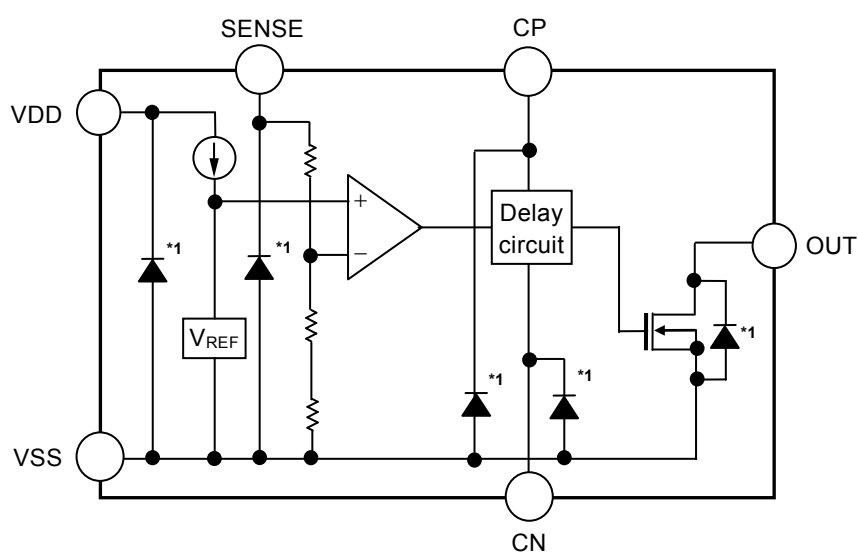 SENSE
CP
VDD
+
−
Delay
circuit
*1
*1
OUT
VREF
*1
*1
*1
VSS
CN